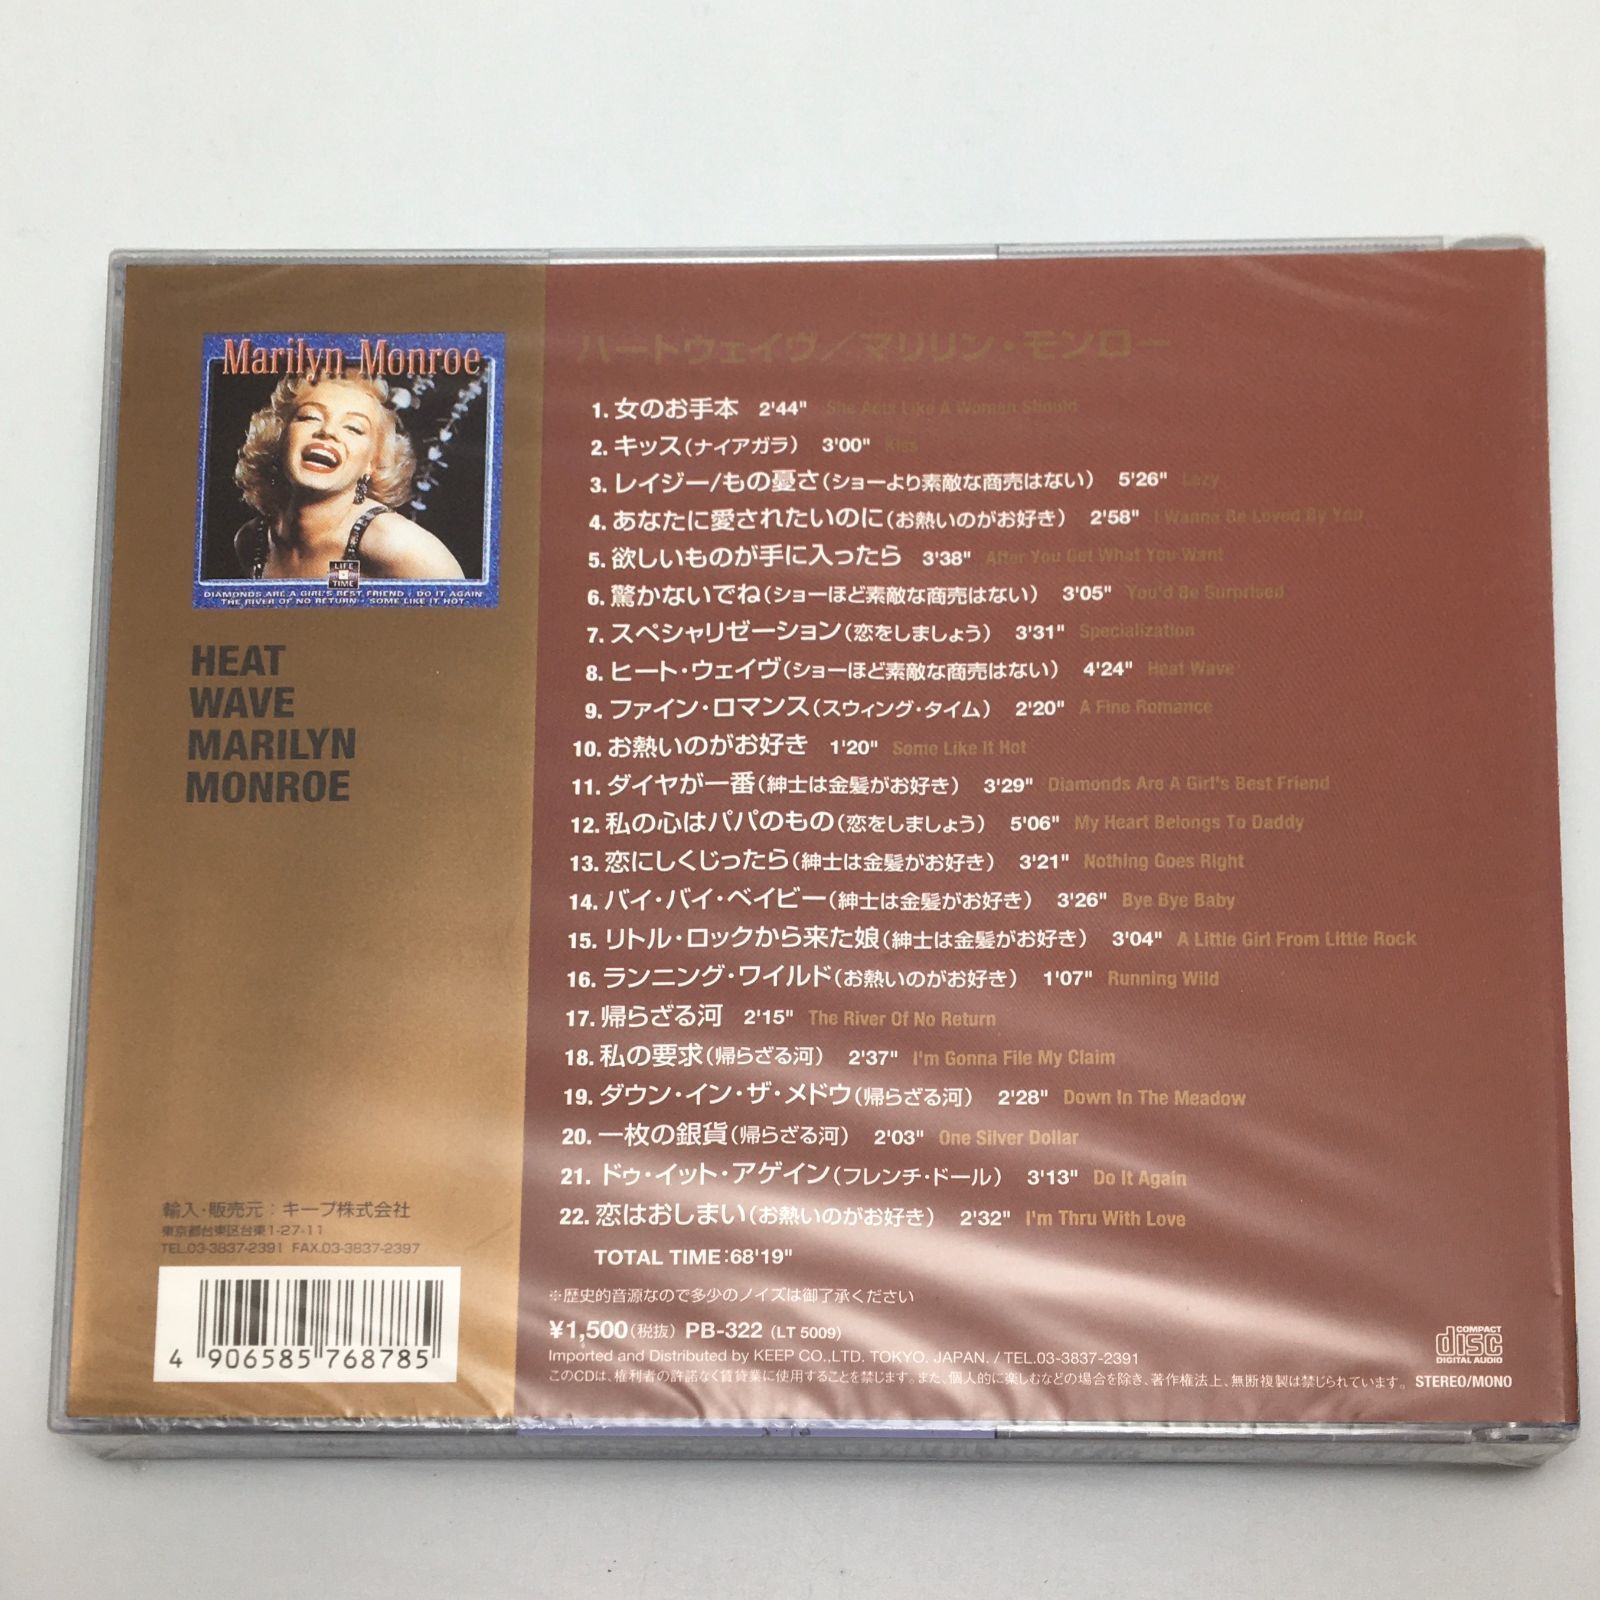 Marilyn Monroe
LIFE TIME
DIAMONDS ARE A GIRL'S BEST FRIEND · DO IT AGAIN
THE RIVER OF NO RETURN · SOME LIKE IT HOT
HEAT
WAVE
MARILYN
MONROE
輸入・販売元：キープ株式会社
東京都台東区台東1-27-11
TEL.03-3837-2391 FAX.03-3837-2397
4 906585 768785
ハートウェイヴ／マリリン・モンロー
1. 女のお手本 2'44" She Acts Like A Woman Should
2. キッス（ナイアガラ） 3'00" Kiss
3. レイジー/もの憂さ（ショーより素敵な商売はない） 5'26" Lazy
4. あなたに愛されたいのに（お熱いのがお好き） 2'58" I Wanna Be Loved By You
5. 欲しいものが手に入ったら 3'38" After You Get What You Want
6. 驚かないでね（ショーほど素敵な商売はない） 3'05" You'd Be Surprised
7. スペシャリゼーション（恋をしましょう） 3'31" Specialization
8. ヒート・ウェイヴ（ショーほど素敵な商売はない） 4'24" Heat Wave
9. ファイン・ロマンス（スウィング・タイム） 2'20" A Fine Romance
10. お熱いのがお好き 1'20" Some Like It Hot
11. ダイヤが一番（紳士は金髪がお好き） 3'29" Diamonds Are A Girl's Best Friend
12. 私の心はパパのもの（恋をしましょう） 5'06" My Heart Belongs To Daddy
13. 恋にしくじったら（紳士は金髪がお好き） 3'21" Nothing Goes Right
14. バイ・バイ・ベイビー（紳士は金髪がお好き） 3'26" Bye Bye Baby
15. リトル・ロックから来た娘（紳士は金髪がお好き） 3'04" A Little Girl From Little Rock
16. ランニング・ワイルド（お熱いのがお好き） 1'07" Running Wild
17. 帰らざる河 2'15" The River Of No Return
18. 私の要求（帰らざる河） 2'37" I'm Gonna File My Claim
19. ダウン・イン・ザ・メドウ（帰らざる河） 2'28" Down In The Meadow
20. 一枚の銀貨（帰らざる河） 2'03" One Silver Dollar
21. ドゥ・イット・アゲイン（フレンチ・ドール） 3'13" Do It Again
22. 恋はおしまい（お熱いのがお好き） 2'32" I'm Thru With Love
TOTAL TIME:68'19"
※歴史的音源なので多少のノイズは御了承ください
¥1,500（税抜） PB-322 (LT 5009)
Imported and Distributed by KEEP CO.,LTD. TOKYO. JAPAN. / TEL.03-3837-2391
このCDは、権利者の許諾なく賃貸業に使用することを禁じます。また、個人的に楽しむなどの場合を除き、著作権法上、無断複製は禁じられています。
COMPACT
disc
DIGITAL AUDIO
STEREO/MONO